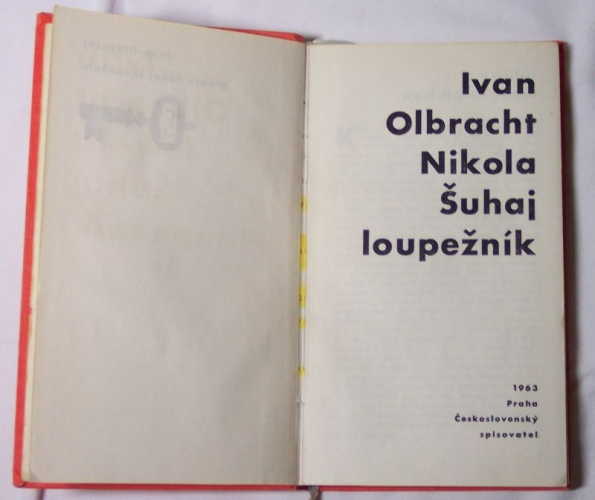 Ivan
Olbracht
Nikola
Šuhaj
loupežník
1963
Praha
Československý
spisovatel